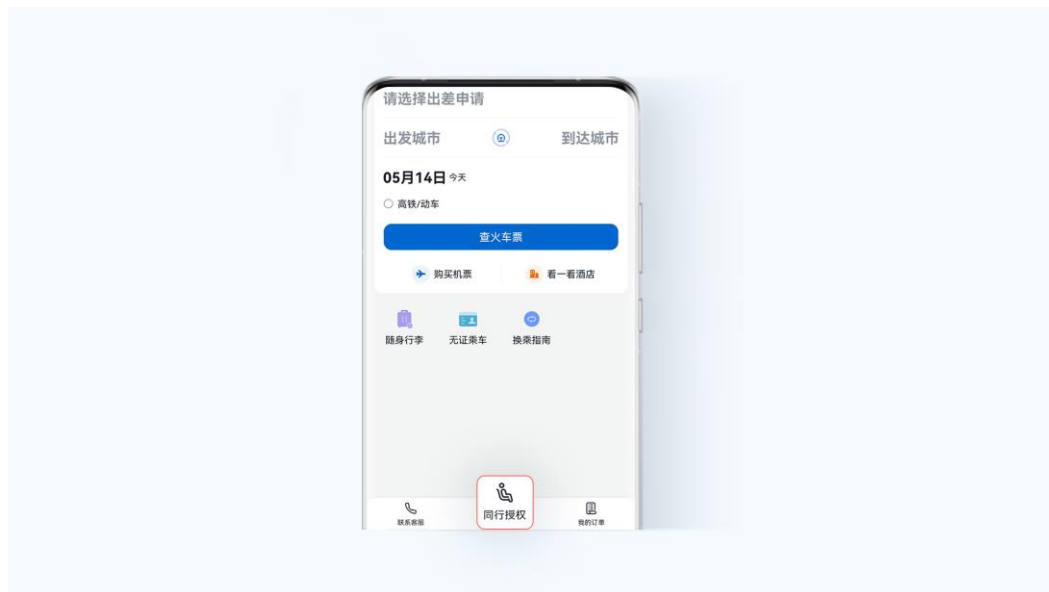 请选择出差申请
出发城市 到达城市
05月14日 今天
高铁/动车
查火车票
购买机票 看一看酒店
随身行李 无证乘车 换乘指南
联系客服 同行授权 我的订单